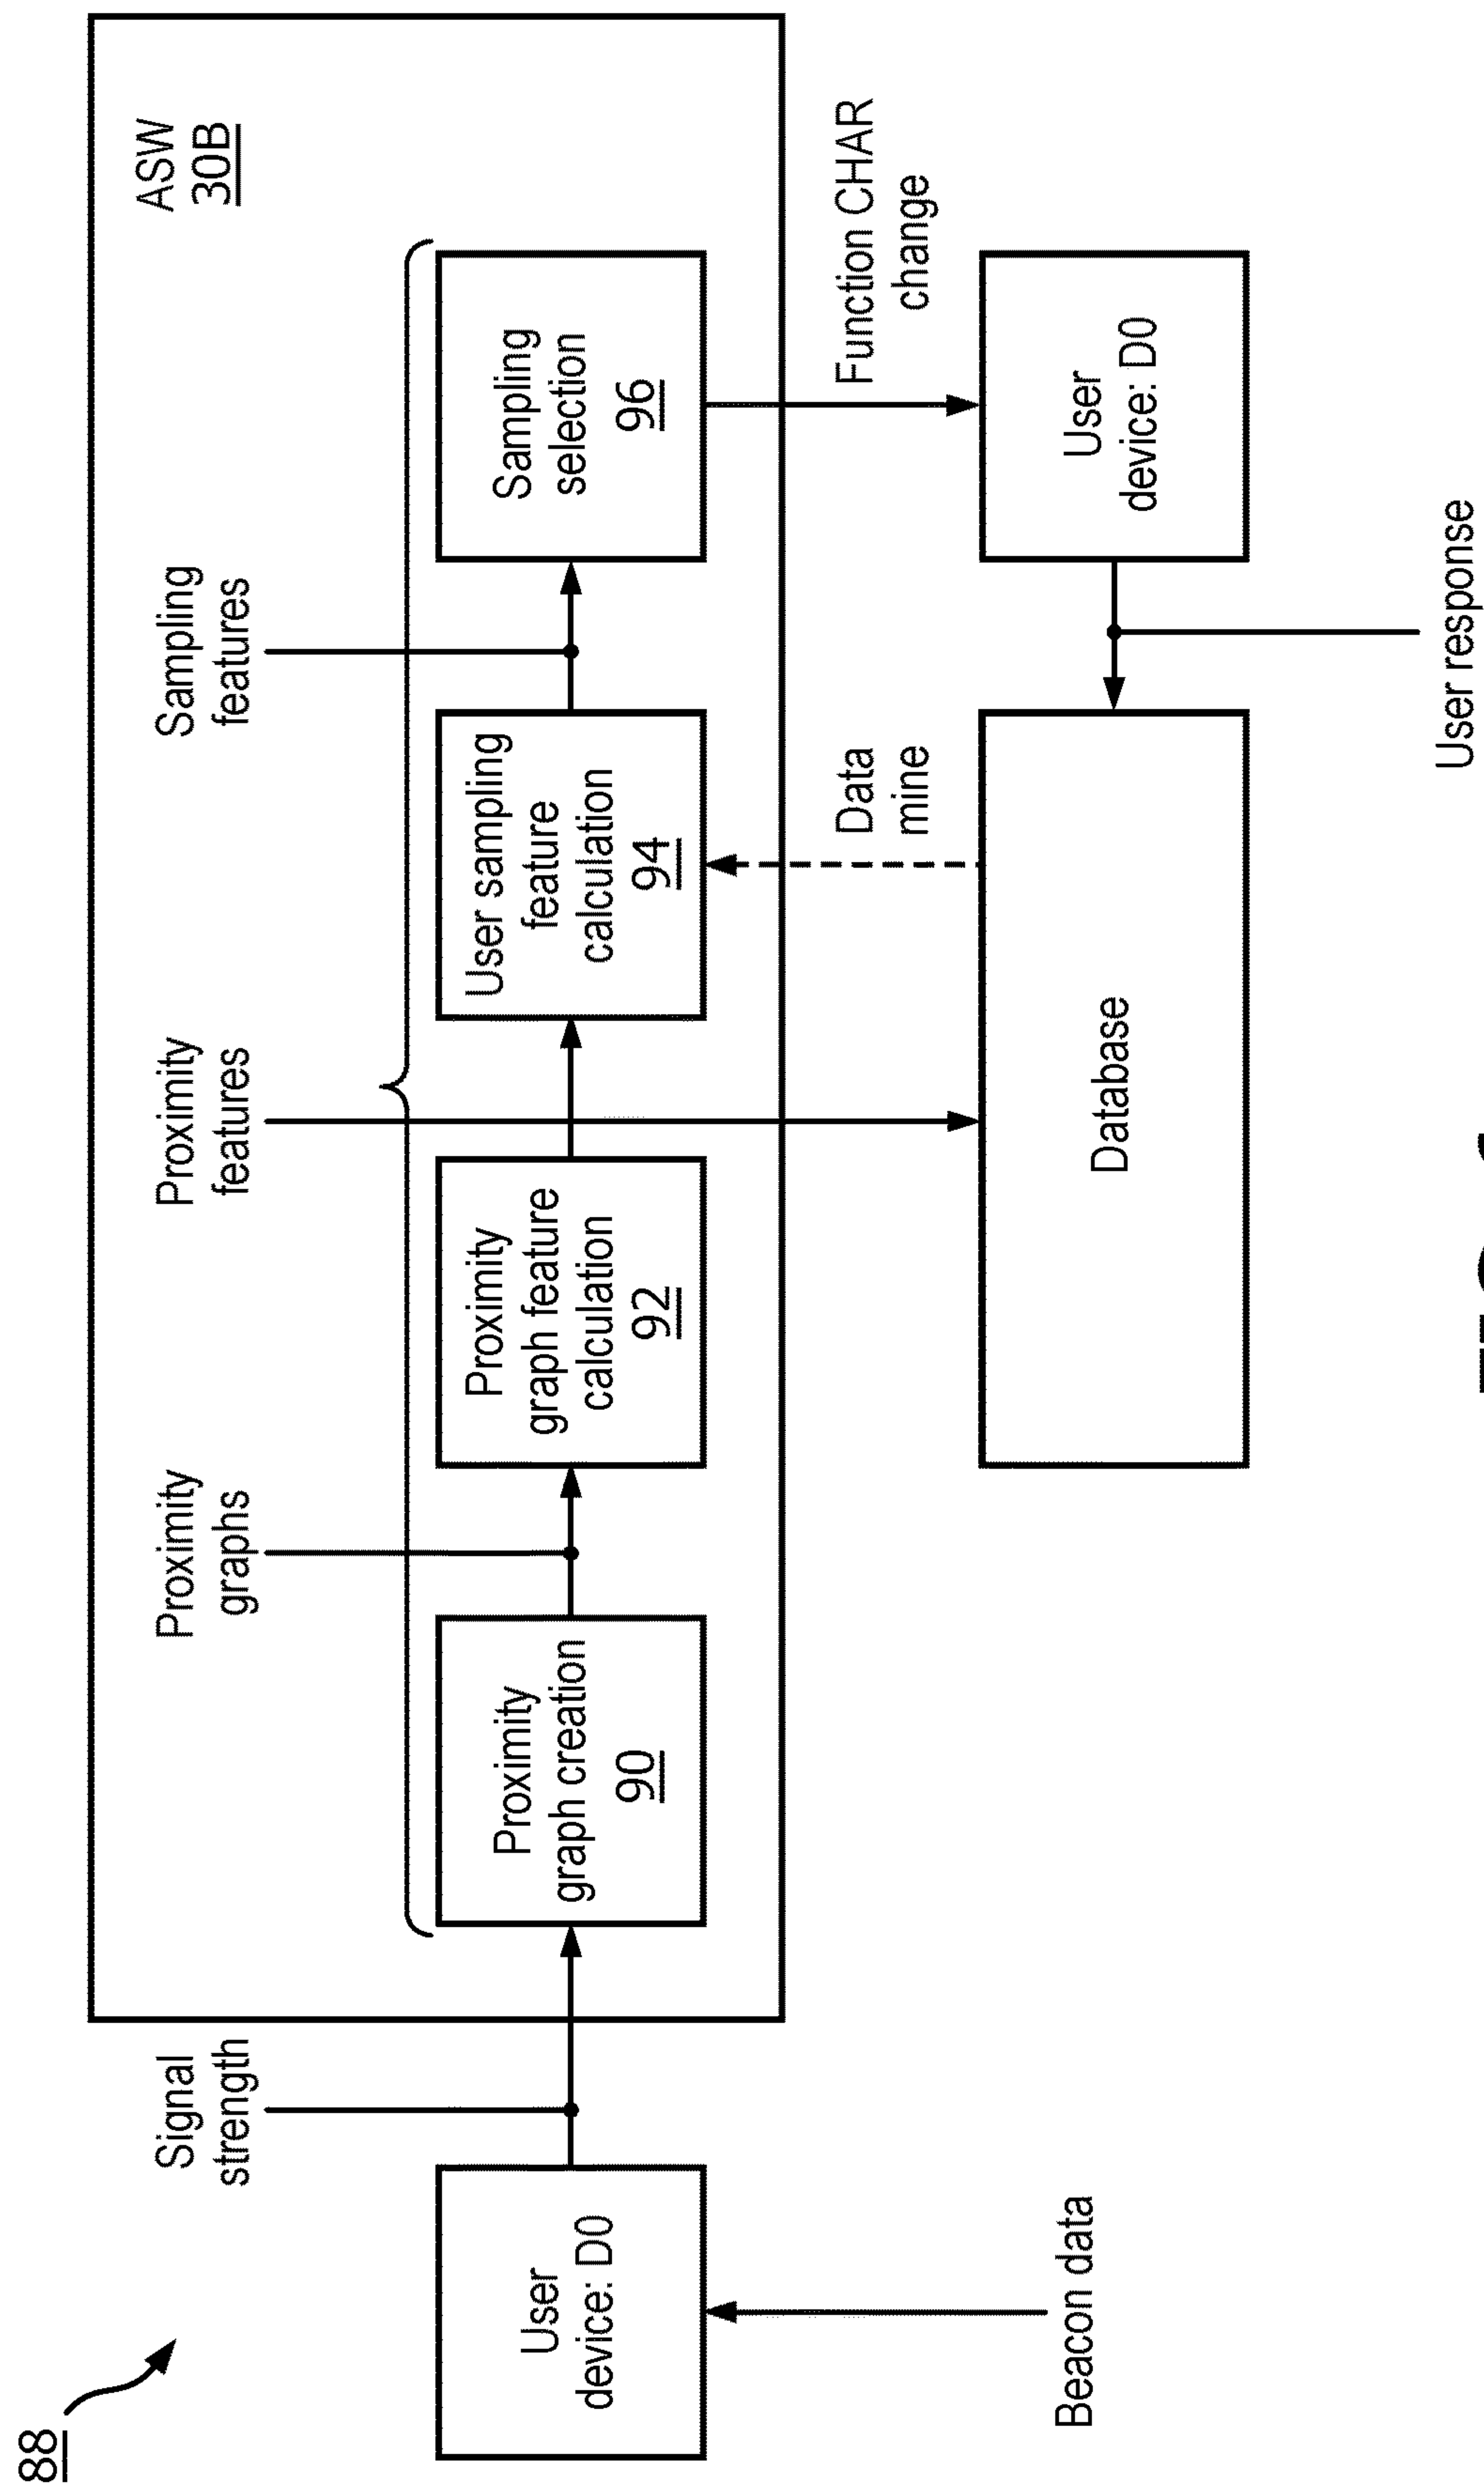 88
ASW
30B
Signal
strength
Proximity
graphs
Proximity
features
Sampling
features
User
device: D0
Proximity
graph creation
90
Proximity
graph feature
calculation
92
User sampling
feature
calculation
94
Sampling
selection
96
Beacon data
Data
mine
Function CHAR
change
Database
User
device: D0
User response